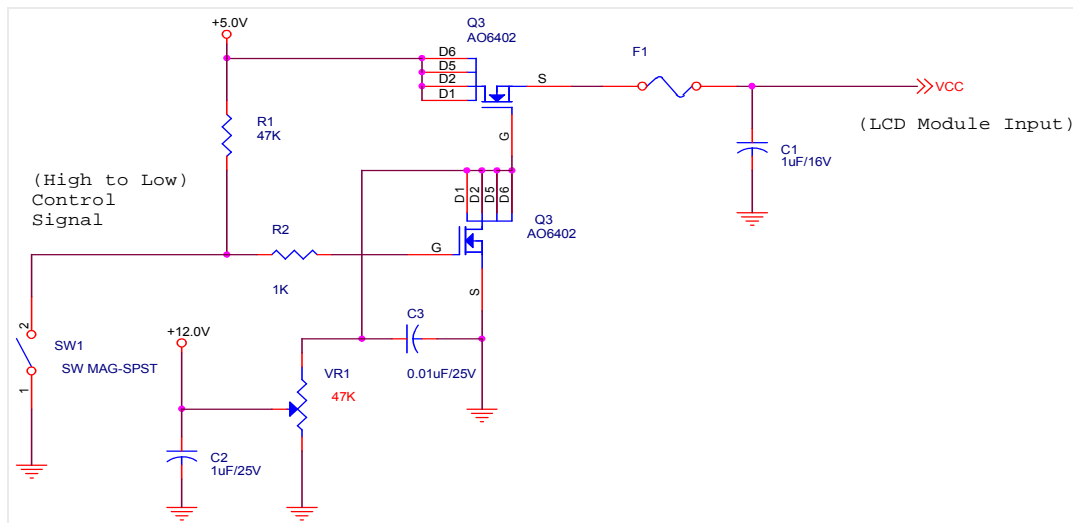 +5.0V
Q3
AO6402
D6
D5
D2
D1
S
G
F1
VCC
(LCD Module Input)
R1
47K
C1
1uF/16V
(High to Low)
Control
Signal
D1
D2
D5
D6
Q3
AO6402
R2
1K
G
S
2
SW1
SW MAG-SPST
1
+12.0V
C3
0.01uF/25V
VR1
47K
C2
1uF/25V